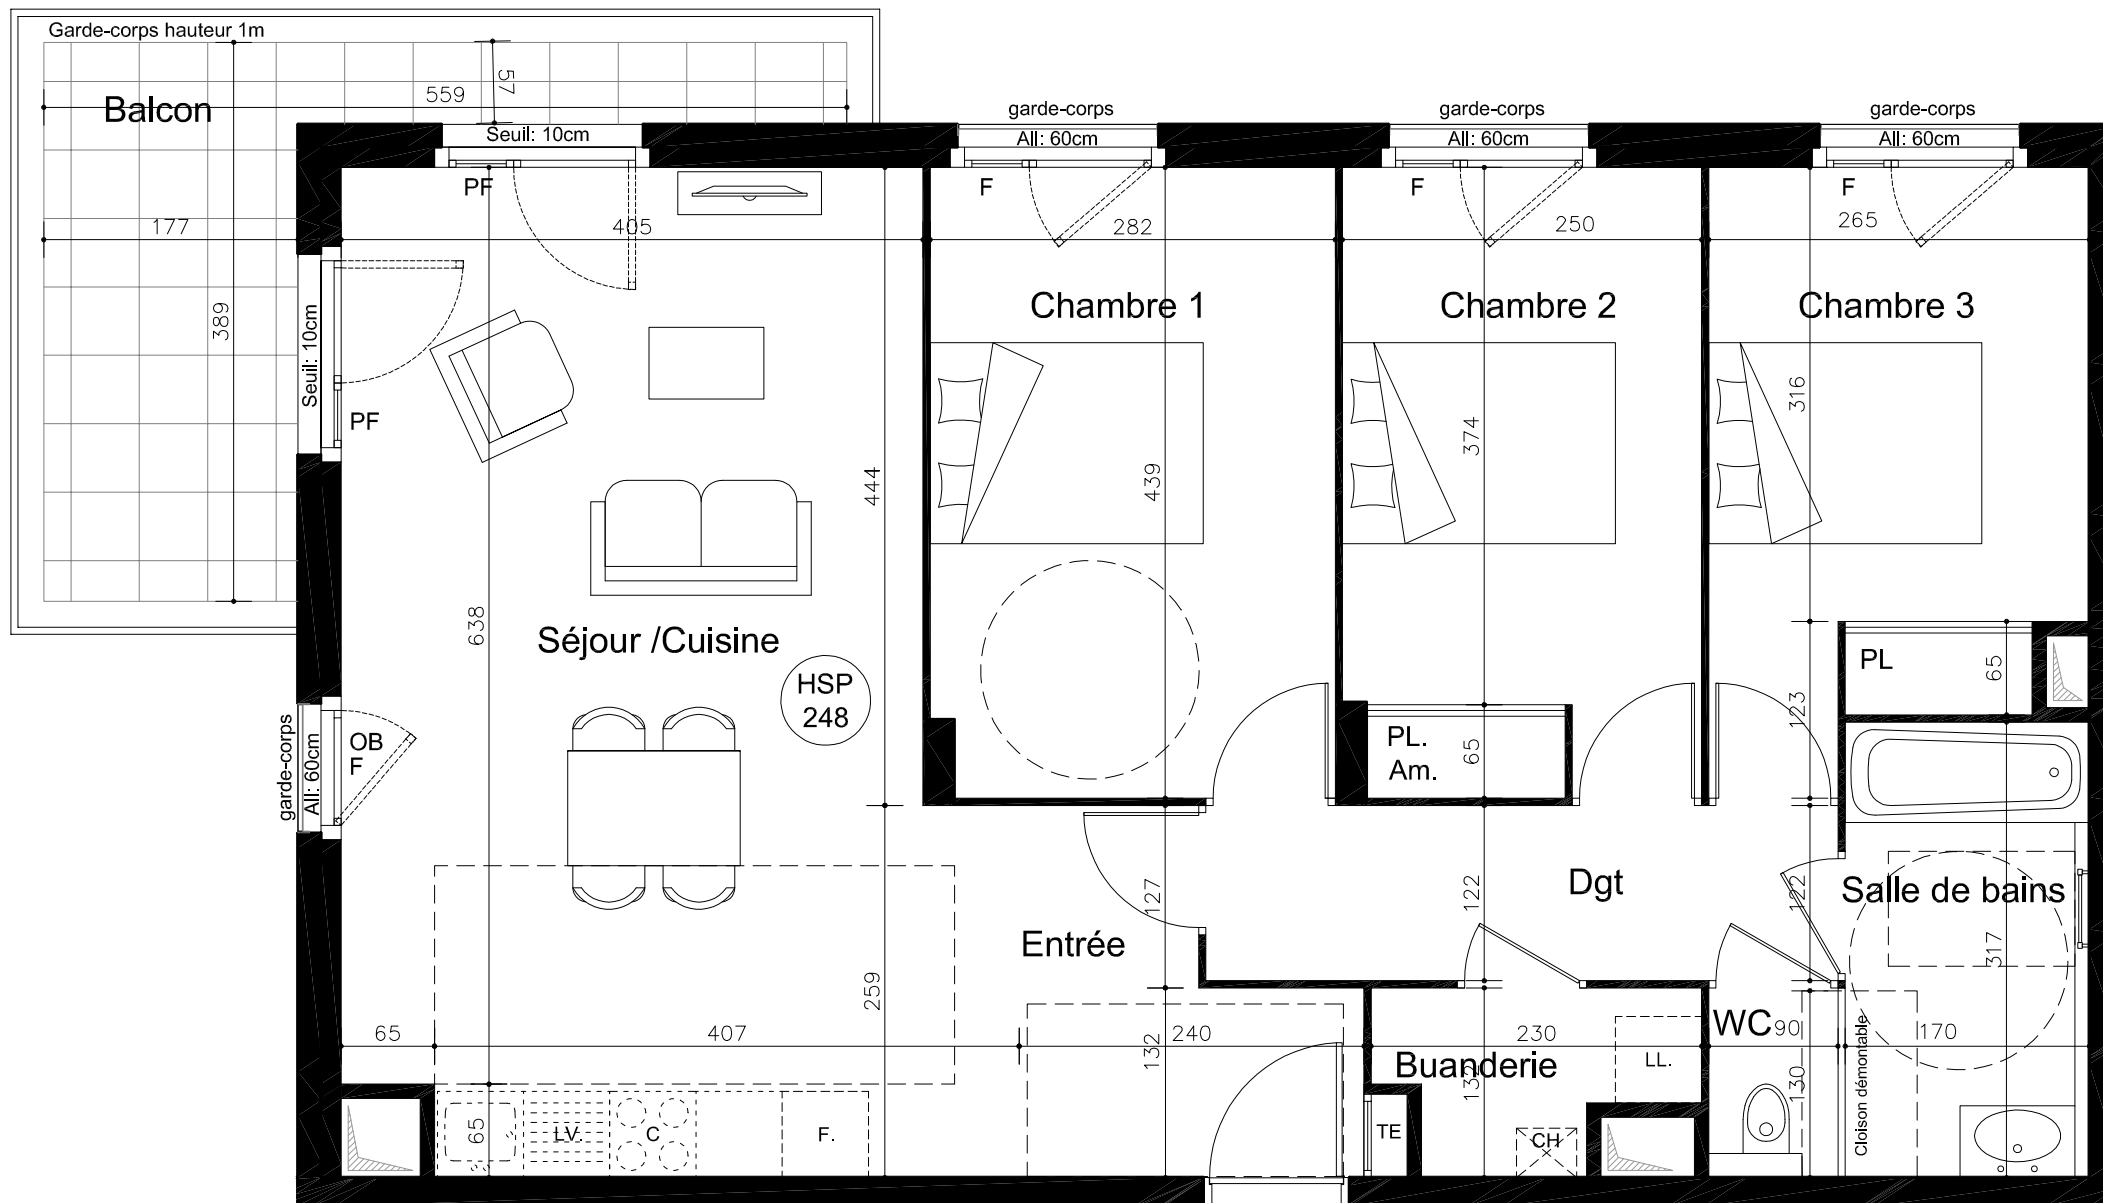 Garde-corps hauteur 1m
57
559
Balcon
garde-corps
garde-corps
garde-corps
Seuil: 10cm
All: 60cm
All: 60cm
All: 60cm
PF
F
F
F
177
405
282
250
265
389
Seuil: 10cm
Chambre 1
Chambre 2
Chambre 3
PF
316
374
444
439
638
Séjour /Cuisine
HSP
248
PL
65
123
garde-corps
All: 60cm
OB
F
PL.
Am.
65
Dgt
127
122
122
Salle de bains
317
Entrée
259
65
407
132
240
230
WC
90
Cloison démontable
170
Buanderie
132
LL.
130
65
LV.
C
F.
TE
CH